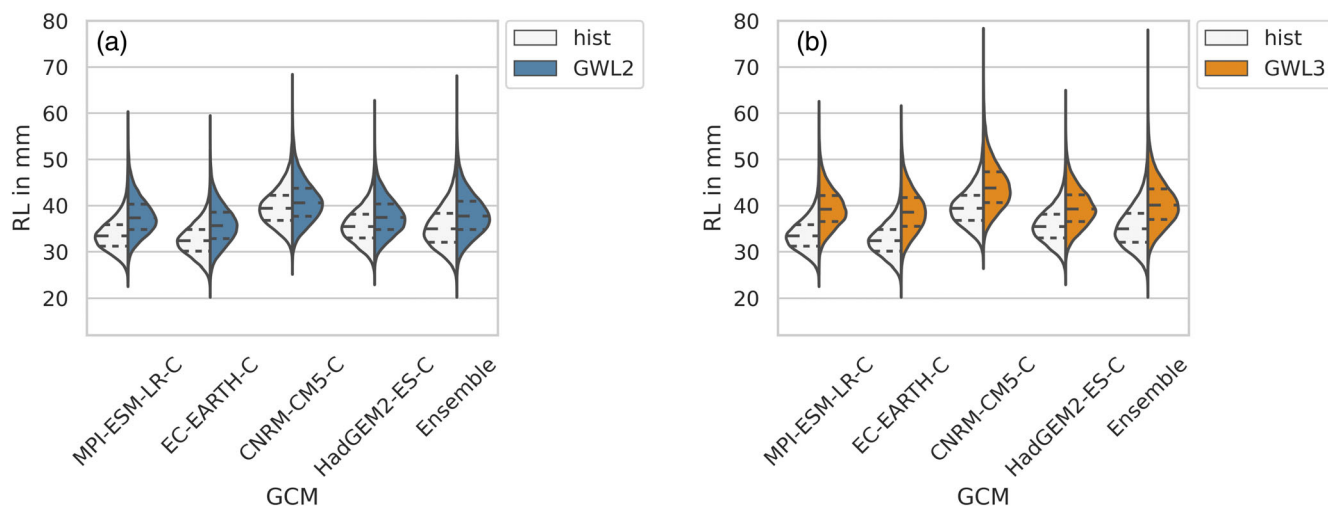 (a)
80
70
60
50
40
30
20
RL in mm
hist
GWL2
MPI-ESM-LR-C
EC-EARTH-C
CNRM-CM5-C
HadGEM2-ES-C
Ensemble
GCM
(b)
80
70
60
50
40
30
20
RL in mm
hist
GWL3
MPI-ESM-LR-C
EC-EARTH-C
CNRM-CM5-C
HadGEM2-ES-C
Ensemble
GCM